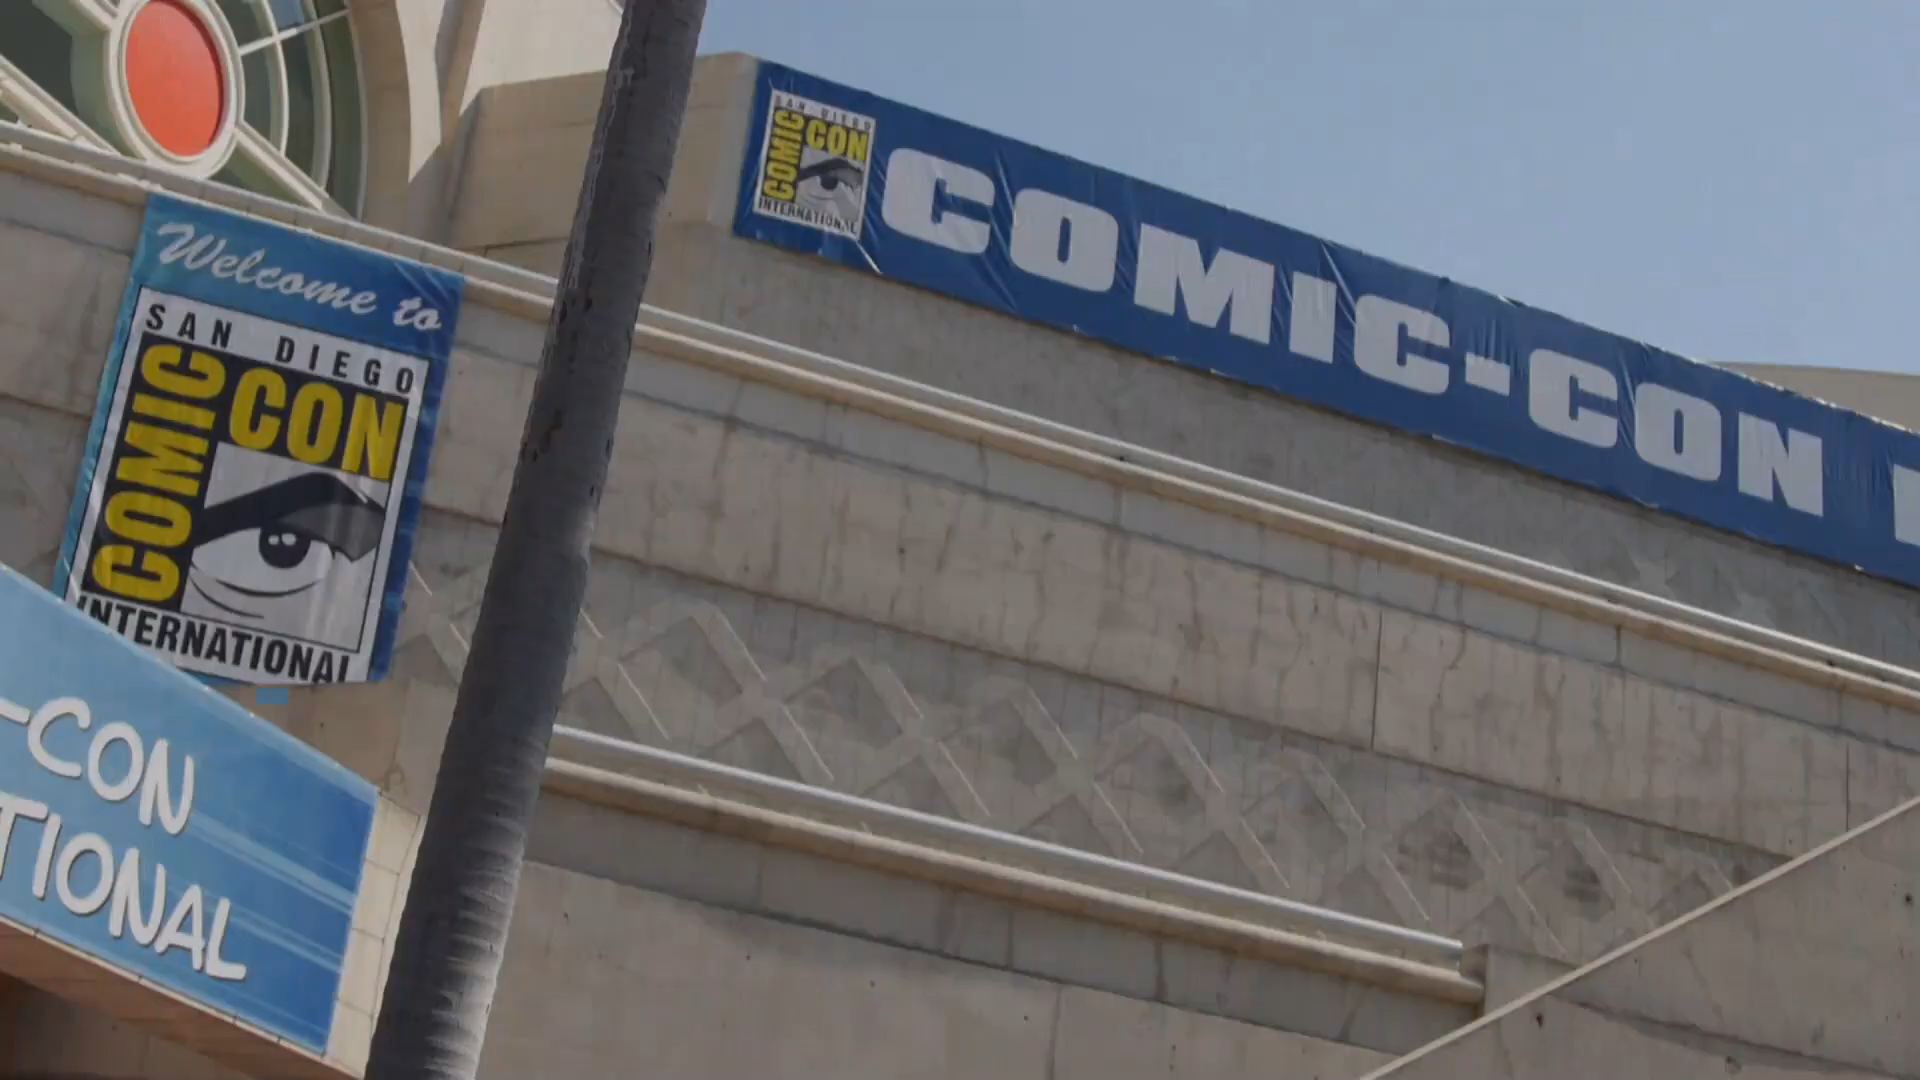 Welcome to
SAN DIEGO
COMIC CON
INTERNATIONAL
-CON
TIONAL
SAN DIEGO
COMIC CON
INTERNATIONAL
COMIC-CON